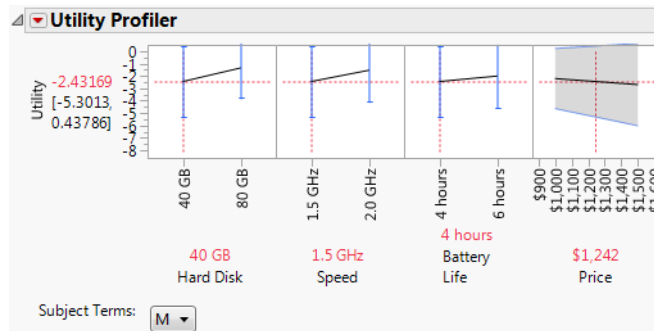 Utility Profiler
0
-1
-2
-3
-4
-5
-6
-7
-8
Utility
-2.43169
[-5.3013,
0.43786]
40 GB
80 GB
1.5 GHz
2.0 GHz
4 hours
6 hours
$900
$1,000
$1,100
$1,200
$1,300
$1,400
$1,500
40 GB
Hard Disk
1.5 GHz
Speed
4 hours
Battery
Life
$1,242
Price
Subject Terms:
M